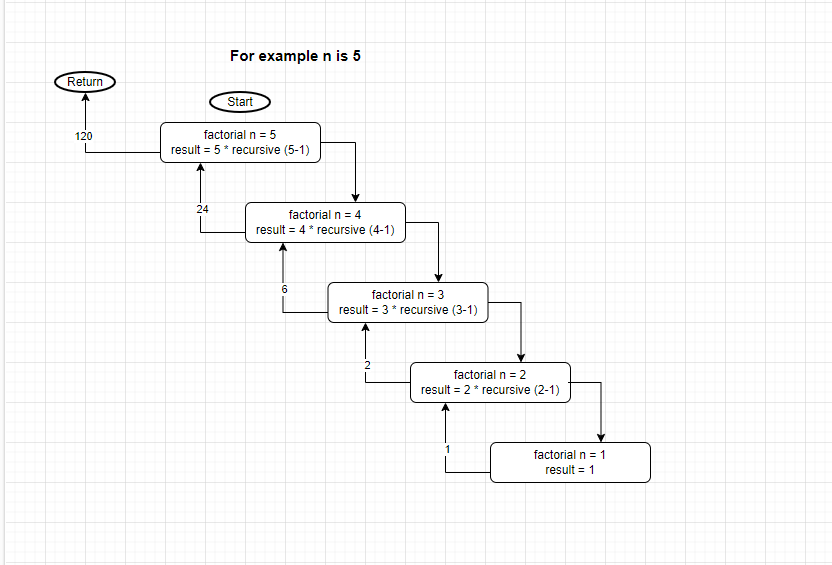 For example n is 5
Return
Start
120
factorial n = 5
result = 5 * recursive (5-1)
24
factorial n = 4
result = 4 * recursive (4-1)
6
factorial n = 3
result = 3 * recursive (3-1)
2
factorial n = 2
result = 2 * recursive (2-1)
1
factorial n = 1
result = 1